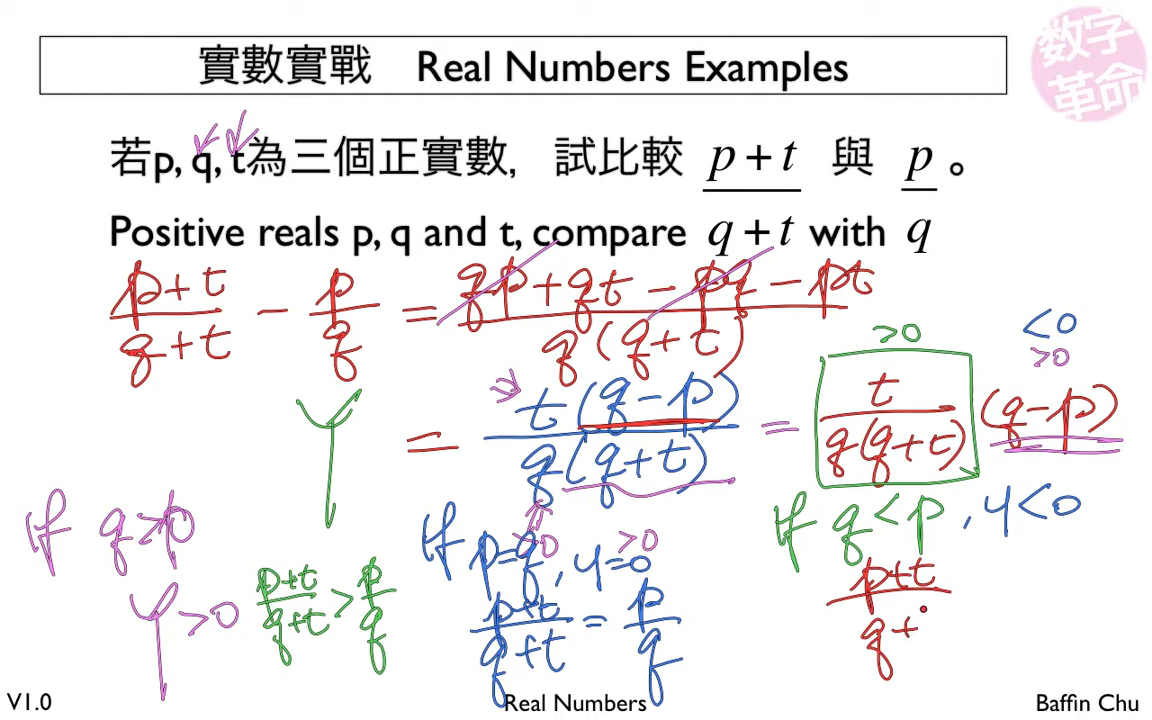 實數實戰 Real Numbers Examples
数字
革命
若p, q, t為三個正實數, 試比較 p + t 與 p 。
Positive reals p, q and t, compare q + t with q
p+t/q+t − p/q = qp+qt−pq−pt/q(q+t)
>0 <0
>0
= t(q−p)/q(q+t) = t/q(q+t) (q−p)
Y
>0 >0
if q>p
y>0 p+t/q+t > p/q
if p=q, y=0
p+t/q+t = p/q
if q<p, y<0
p+t/q+
V1.0 Real Numbers Baffin Chu